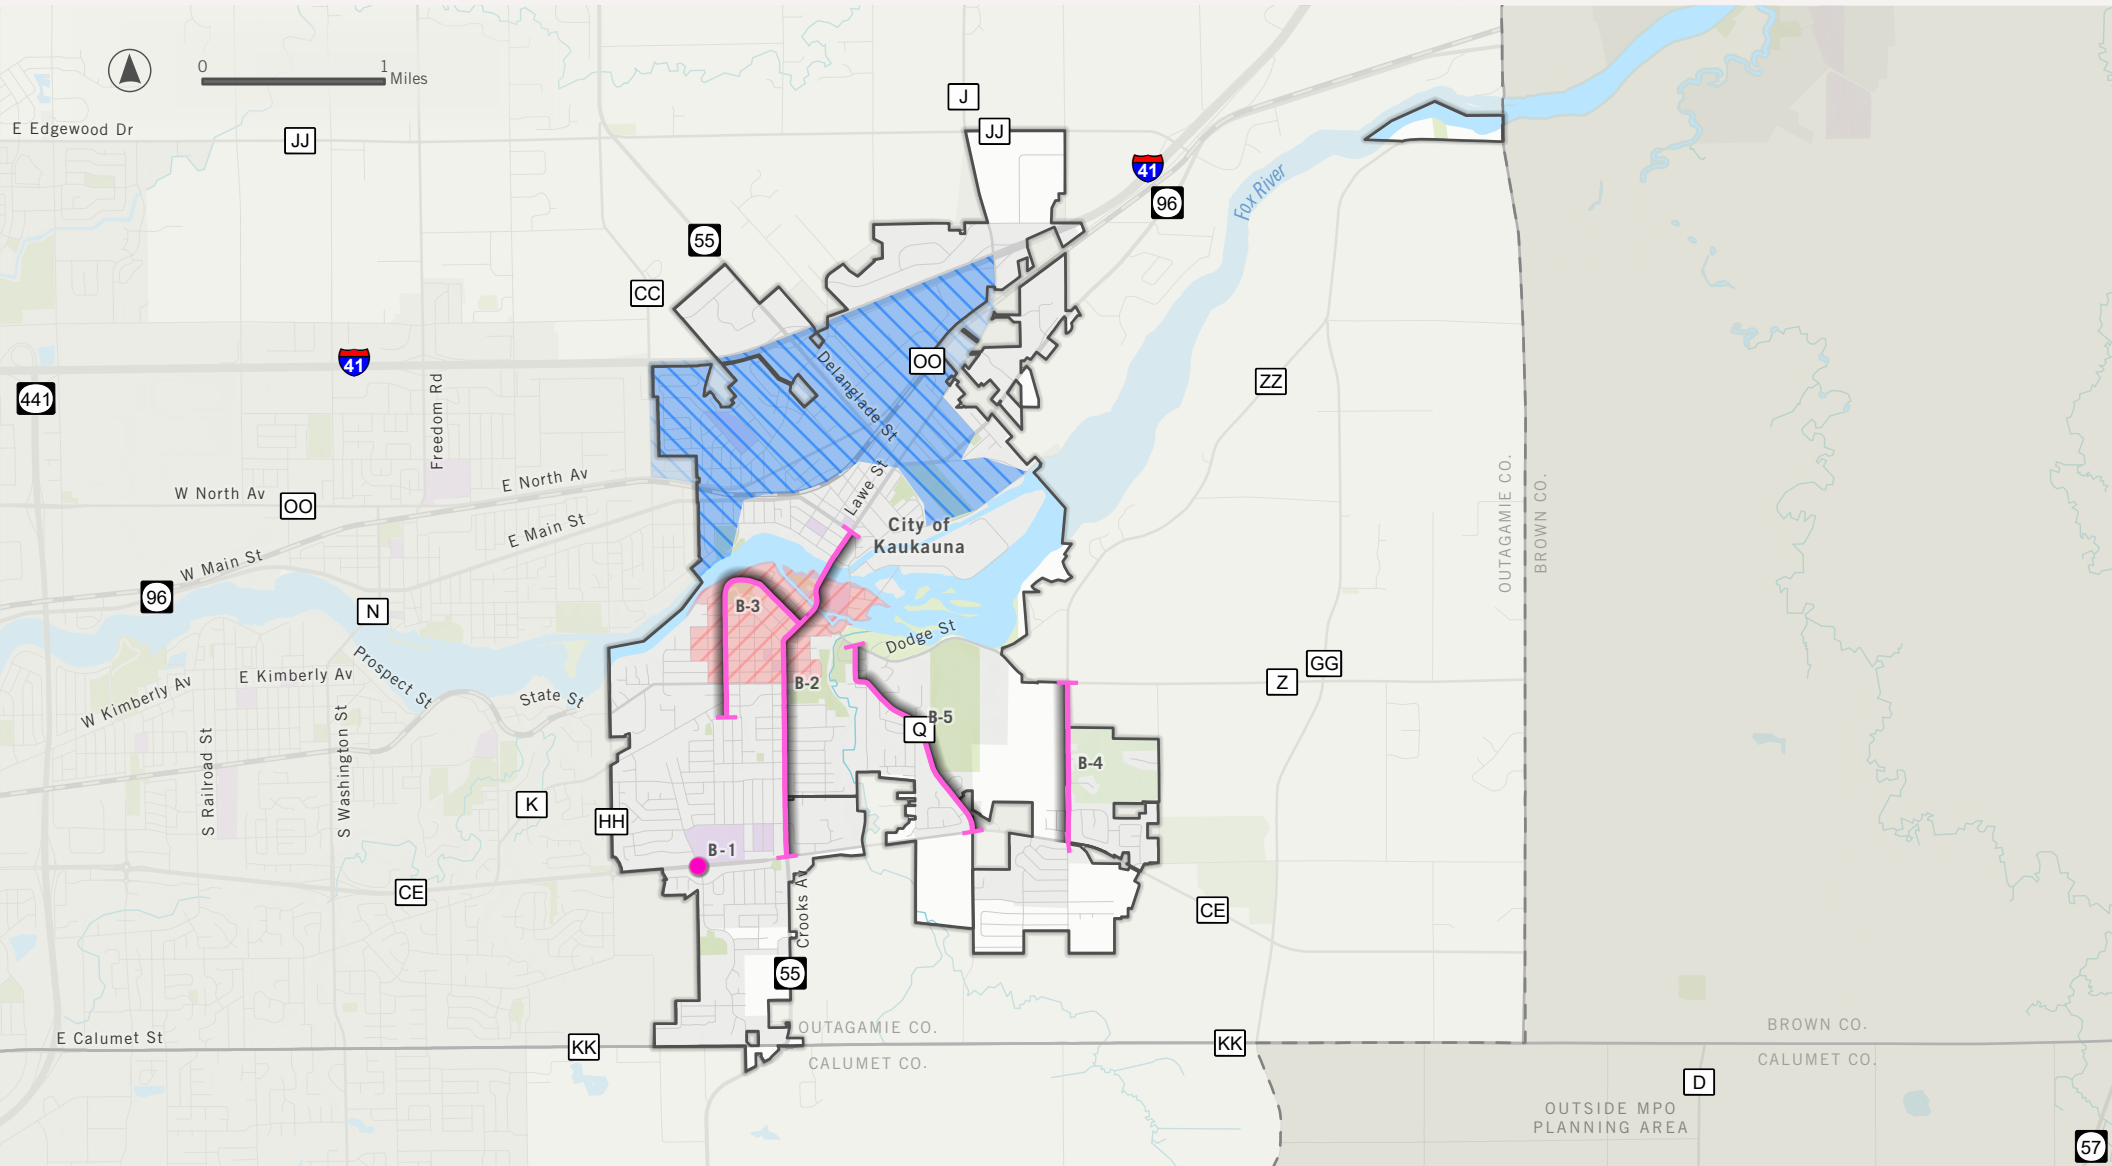 0 1
Miles
J
E Edgewood Dr
JJ
JJ
41
96
Fox River
55
CC
41
OO
Delanglade St
441
Freedom Rd
ZZ
W North Av
OO
E North Av
Lawe St
City of
Kaukauna
E Main St
W Main St
OUTAGAMIE CO.
BROWN CO.
96
N
B-3
Dodge St
Prospect St
E Kimberly Av
W Kimberly Av
State St
B-2
Z
GG
B-5
Q
B-4
S Railroad St
S Washington St
K
HH
B-1
CE
Crooks Av
CE
55
OUTAGAMIE CO.
CALUMET CO.
E Calumet St
KK
KK
BROWN CO.
CALUMET CO.
D
OUTSIDE MPO
PLANNING AREA
57